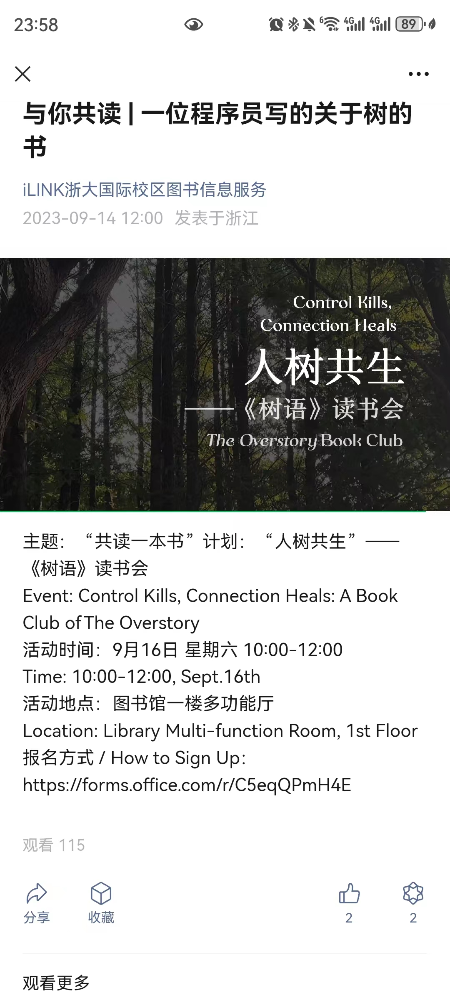 23:58
6 4G 4G 89
与你共读 | 一位程序员写的关于树的
书
iLINK浙大国际校区图书信息服务
2023-09-14 12:00 发表于浙江
Control Kills,
Connection Heals
人树共生
——《树语》读书会
The Overstory Book Club
主题：“共读一本书”计划：“人树共生”——
《树语》读书会
Event: Control Kills, Connection Heals: A Book
Club of The Overstory
活动时间：9月16日 星期六 10:00-12:00
Time: 10:00-12:00, Sept.16th
活动地点：图书馆一楼多功能厅
Location: Library Multi-function Room, 1st Floor
报名方式 / How to Sign Up:
https://forms.office.com/r/C5eqQPmH4E
观看 115
分享 收藏 2 2
观看更多